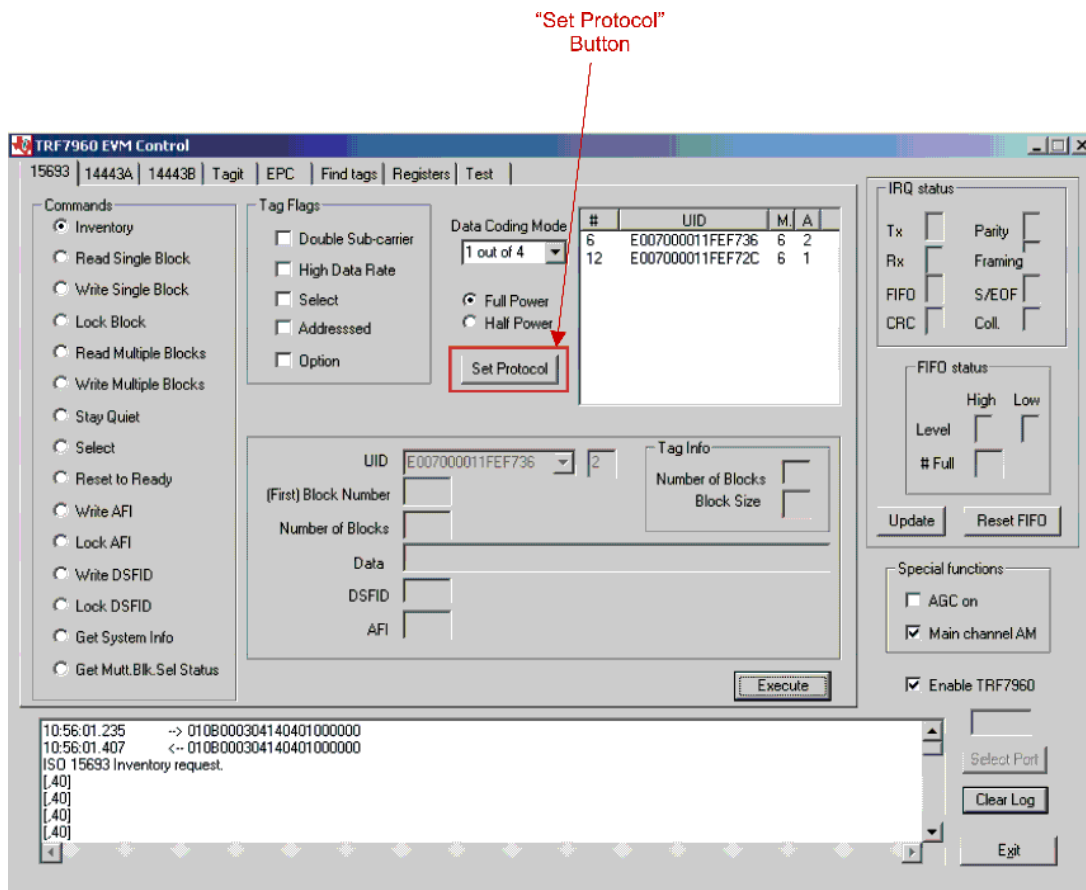 “Set Protocol”
Button
TRF7960 EVM Control
15693 14443A 14443B Tagit EPC Find tags Registers Test
Commands
Inventory
Read Single Block
Write Single Block
Lock Block
Read Multiple Blocks
Write Multiple Blocks
Stay Quiet
Select
Reset to Ready
Write AFI
Lock AFI
Write DSFID
Lock DSFID
Get System Info
Get Mutt.Blk.Sel Status
Tag Flags
Double Sub-carrier
High Data Rate
Select
Addresssed
Option
Data Coding Mode
1 out of 4
Full Power
Half Power
Set Protocol
# UID M. A
6 E007000011FEF736 6 2
12 E007000011FEF72C 6 1
UID E007000011FEF736 2
(First) Block Number
Number of Blocks
Data
DSFID
AFI
Tag Info
Number of Blocks
Block Size
Execute
IRQ status
Tx Parity
Rx Framing
FIFO S/EOF
CRC Coll.
FIFO status
High Low
Level
# Full
Update Reset FIFO
Special functions
AGC on
Main channel AM
Enable TRF7960
Select Port
Clear Log
Exit
10:56:01.235 --> 010B000304140401000000
10:56:01.407 <-- 010B000304140401000000
ISO 15693 Inventory request.
[,40]
[,40]
[,40]
[,40]